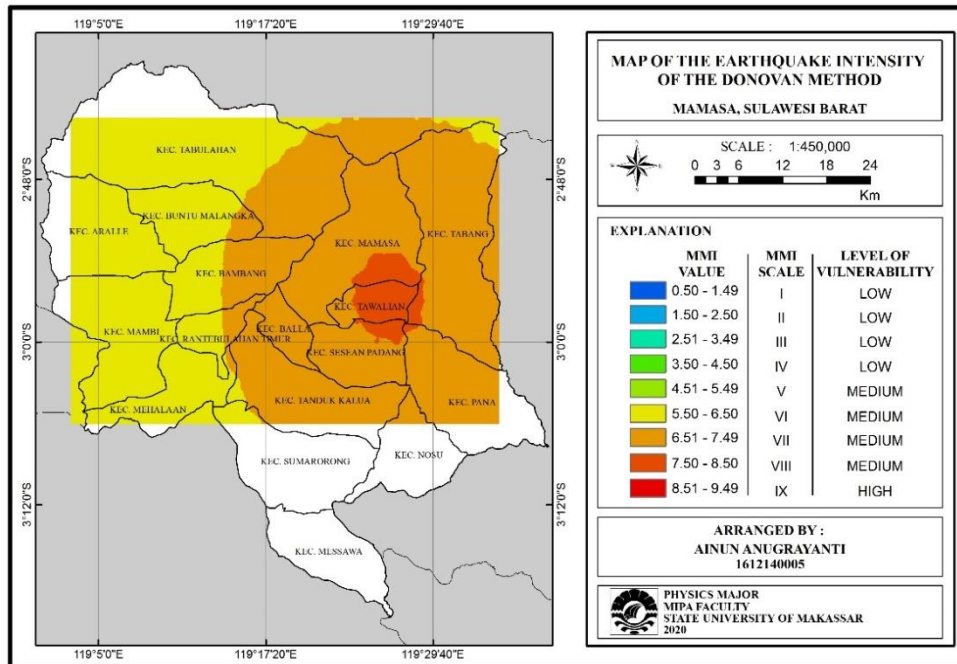 119°5'0"E
119°17'20"E
119°29'40"E
2°48'0"S
3°0'0"S
3°12'0"S
KEC. TABULAHAN
KEC. BUNTU MALANGKA
KEC. ARALLE
KEC. MAMASA
KEC. TABANG
KEC. BAMBANG
KEC. TAWALIAN
KEC. MAMBI
KEC. RANTEBULAHAN TIMUR
KEC. BALLA
KEC. SESEAN PADANG
KEC. MEHALAAN
KEC. TANDUK KALUA
KEC. PANA
KEC. SUMARORONG
KEC. NOSU
KEC. MESSAWA
2°48'0"S
3°0'0"S
3°12'0"S
119°5'0"E
119°17'20"E
119°29'40"E
MAP OF THE EARTHQUAKE INTENSITY
OF THE DONOVAN METHOD
MAMASA, SULAWESI BARAT
SCALE : 1:450,000
0 3 6 12 18 24
Km
EXPLANATION
MMI VALUE MMI SCALE LEVEL OF VULNERABILITY
0.50 - 1.49 I LOW
1.50 - 2.50 II LOW
2.51 - 3.49 III LOW
3.50 - 4.50 IV LOW
4.51 - 5.49 V MEDIUM
5.50 - 6.50 VI MEDIUM
6.51 - 7.49 VII MEDIUM
7.50 - 8.50 VIII MEDIUM
8.51 - 9.49 IX HIGH
ARRANGED BY :
AINUN ANUGRAYANTI
1612140005
PHYSICS MAJOR
MIPA FACULTY
STATE UNIVERSITY OF MAKASSAR
2020